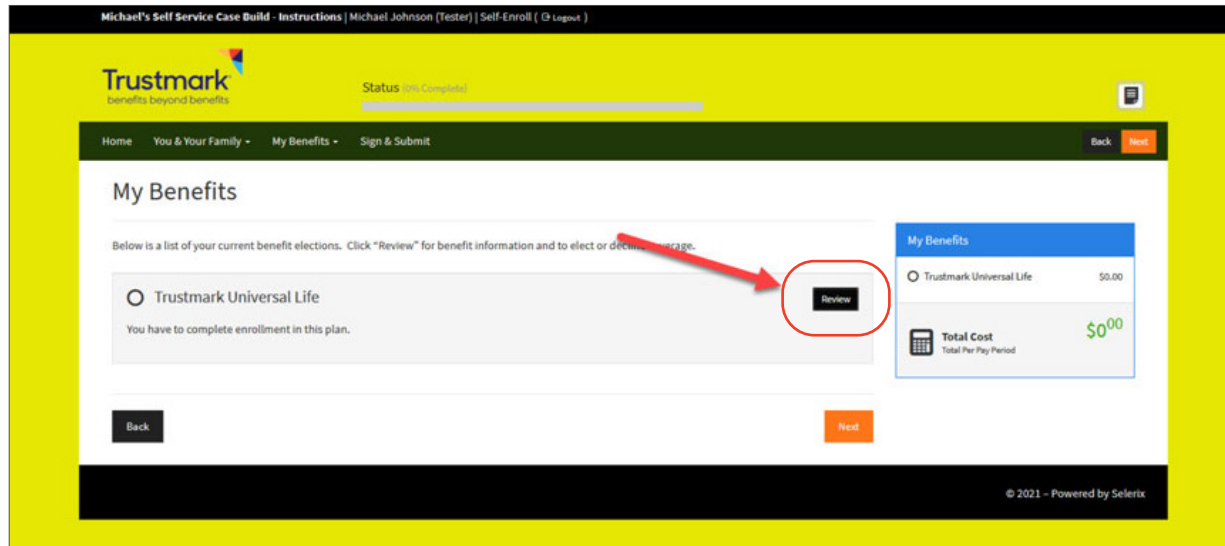 Michael's Self Service Case Build - Instructions | Michael Johnson (Tester) | Self-Enroll ( Logout )
Trustmark
benefits beyond benefits
Status (0% Complete)
Home You & Your Family My Benefits Sign & Submit Back Next
My Benefits
Below is a list of your current benefit elections. Click "Review" for benefit information and to elect or
Trustmark Universal Life
Review
You have to complete enrollment in this plan.
My Benefits
Trustmark Universal Life $0.00
Total Cost $0 00
Total Per Pay Period
Back Next
© 2021 – Powered by Selerix